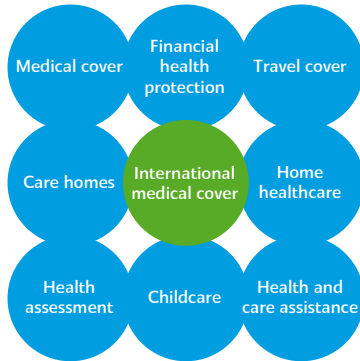 Medical cover
Financial
health
protection
Travel cover
Care homes
International
medical cover
Home
healthcare
Health
assessment
Childcare
Health and
care assistance